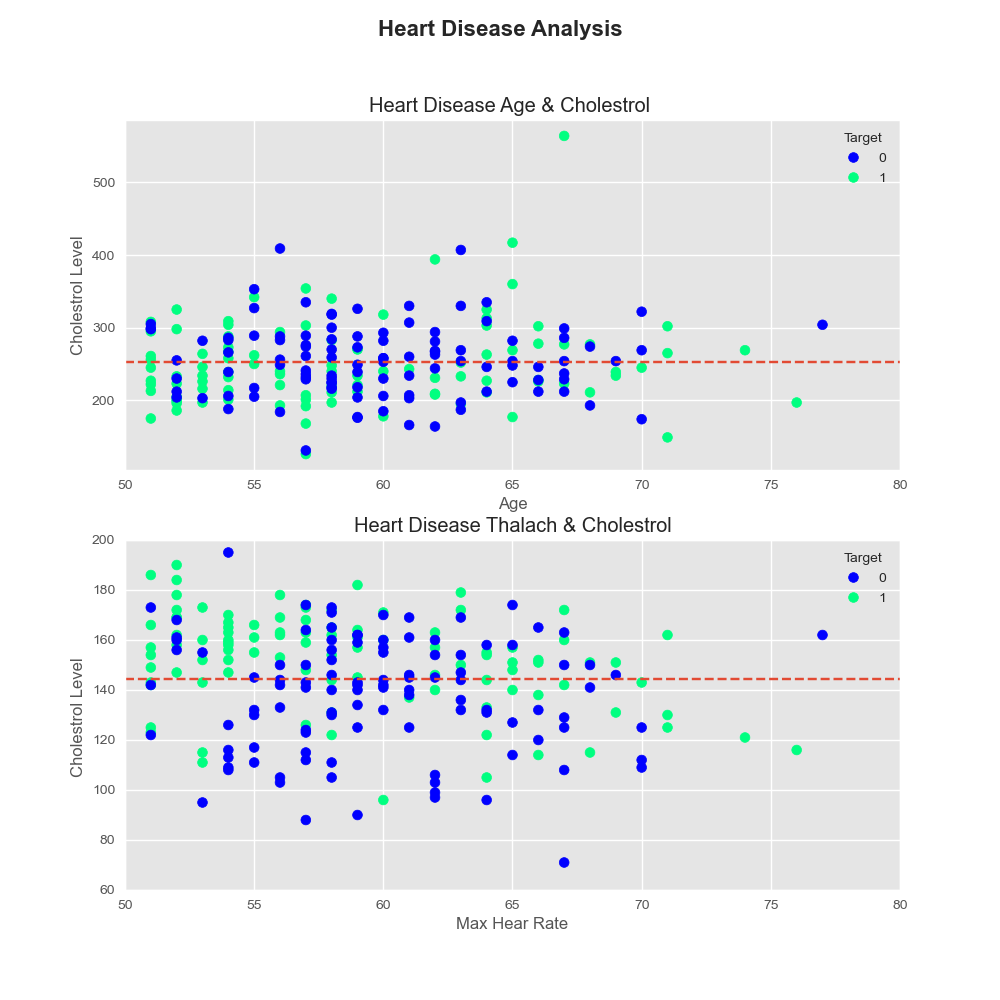 Heart Disease Analysis
Heart Disease Age & Cholestrol
Target
0
1
Cholestrol Level
500
400
300
200
50 55 60 65 70 75 80
Age
Heart Disease Thalach & Cholestrol
Target
0
1
Cholestrol Level
200
180
160
140
120
100
80
60
50 55 60 65 70 75 80
Max Hear Rate